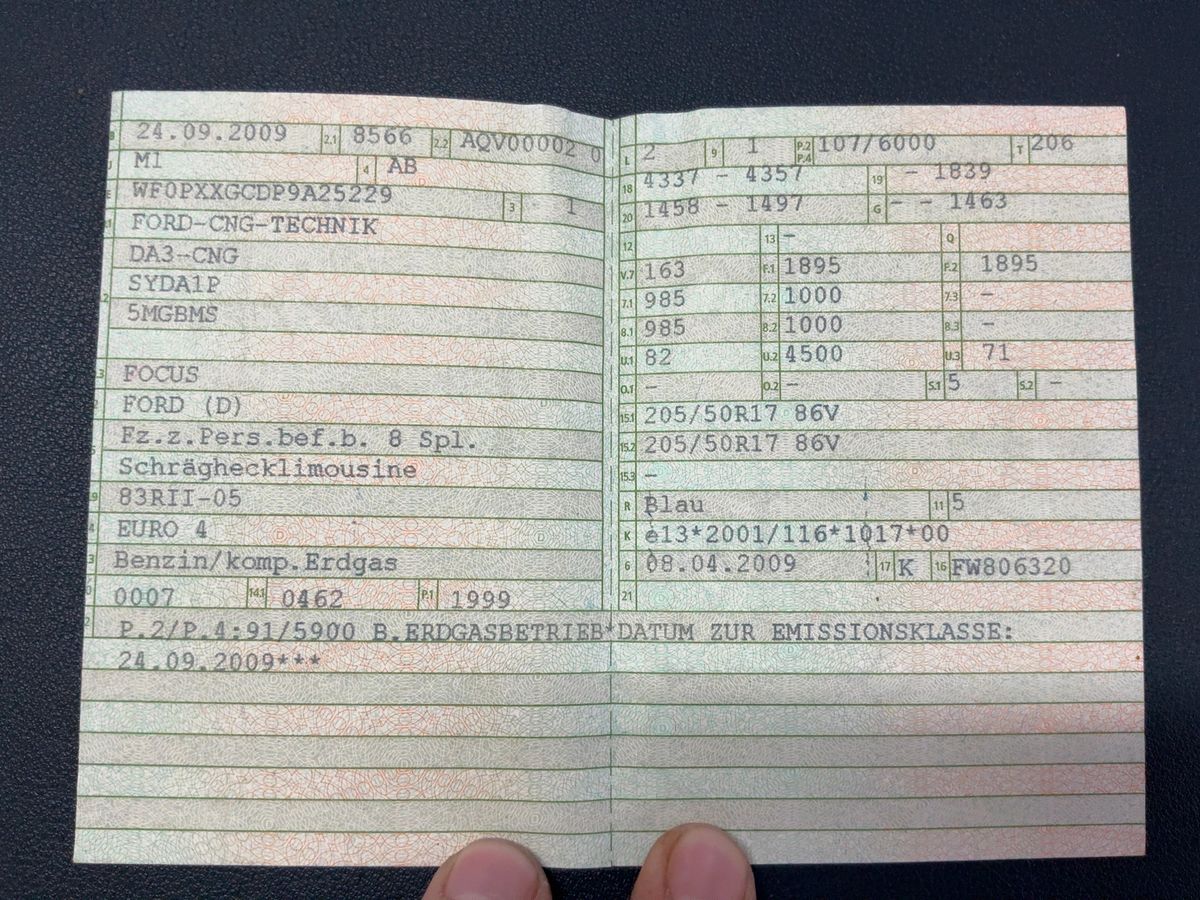 B 24.09.2009 2.1 8566 2.2 AQV00002 0
J M1 4 AB
E WF0PXXGCDP9A25229 3 1
FORD-CNG-TECHNIK
DA3-CNG
SYDA1P
5MGBMS
FOCUS
FORD (D)
Fz.z.Pers.bef.b. 8 Spl.
Schräghecklimousine
83RII-05
EURO 4
Benzin/komp.Erdgas
0007 14.1 0462 P.1 1999
L 2 9 1 P.2 P.4 107/6000 T 206
18 4337 - 4357 19 - 1839
20 1458 - 1497 G - - 1463
12 13 - Q
V.7 163 F.1 1895 F.2 1895
7.1 985 7.2 1000 7.3 -
8.1 985 8.2 1000 8.3 -
U.1 82 U.2 4500 U.3 71
O.1 - O.2 - S.1 5 S.2 -
15.1 205/50R17 86V
15.2 205/50R17 86V
15.3 -
R Blau 11 5
K e13*2001/116*1017*00
6 08.04.2009 17 K 16 FW806320
21
P.2/P.4:91/5900 B.ERDGASBETRIEB*DATUM ZUR EMISSIONSKLASSE:
24.09.2009***